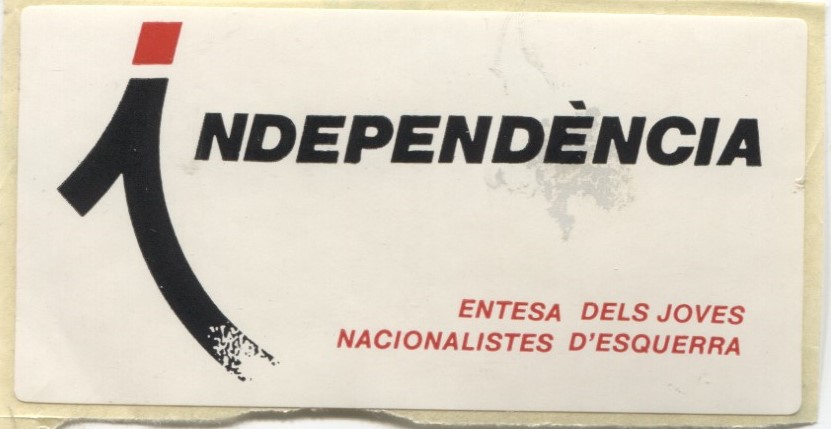 iNDEPENDÈNCIA
ENTESA DELS JOVES
NACIONALISTES D'ESQUERRA